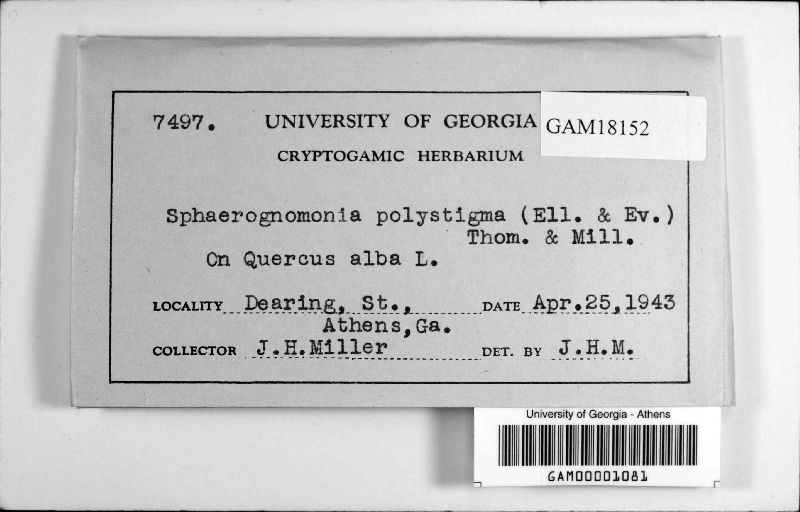 7497. UNIVERSITY OF GEORGIA GAM18152
CRYPTOGAMIC HERBARIUM
Sphaerognomonia polystigma (Ell. & Ev.)
Thom. & Mill.
On Quercus alba L.
LOCALITY Dearing, St., DATE Apr.25,1943
Athens,Ga.
COLLECTOR J.H.Miller DET. BY J.H.M.
University of Georgia - Athens
GAM00001081